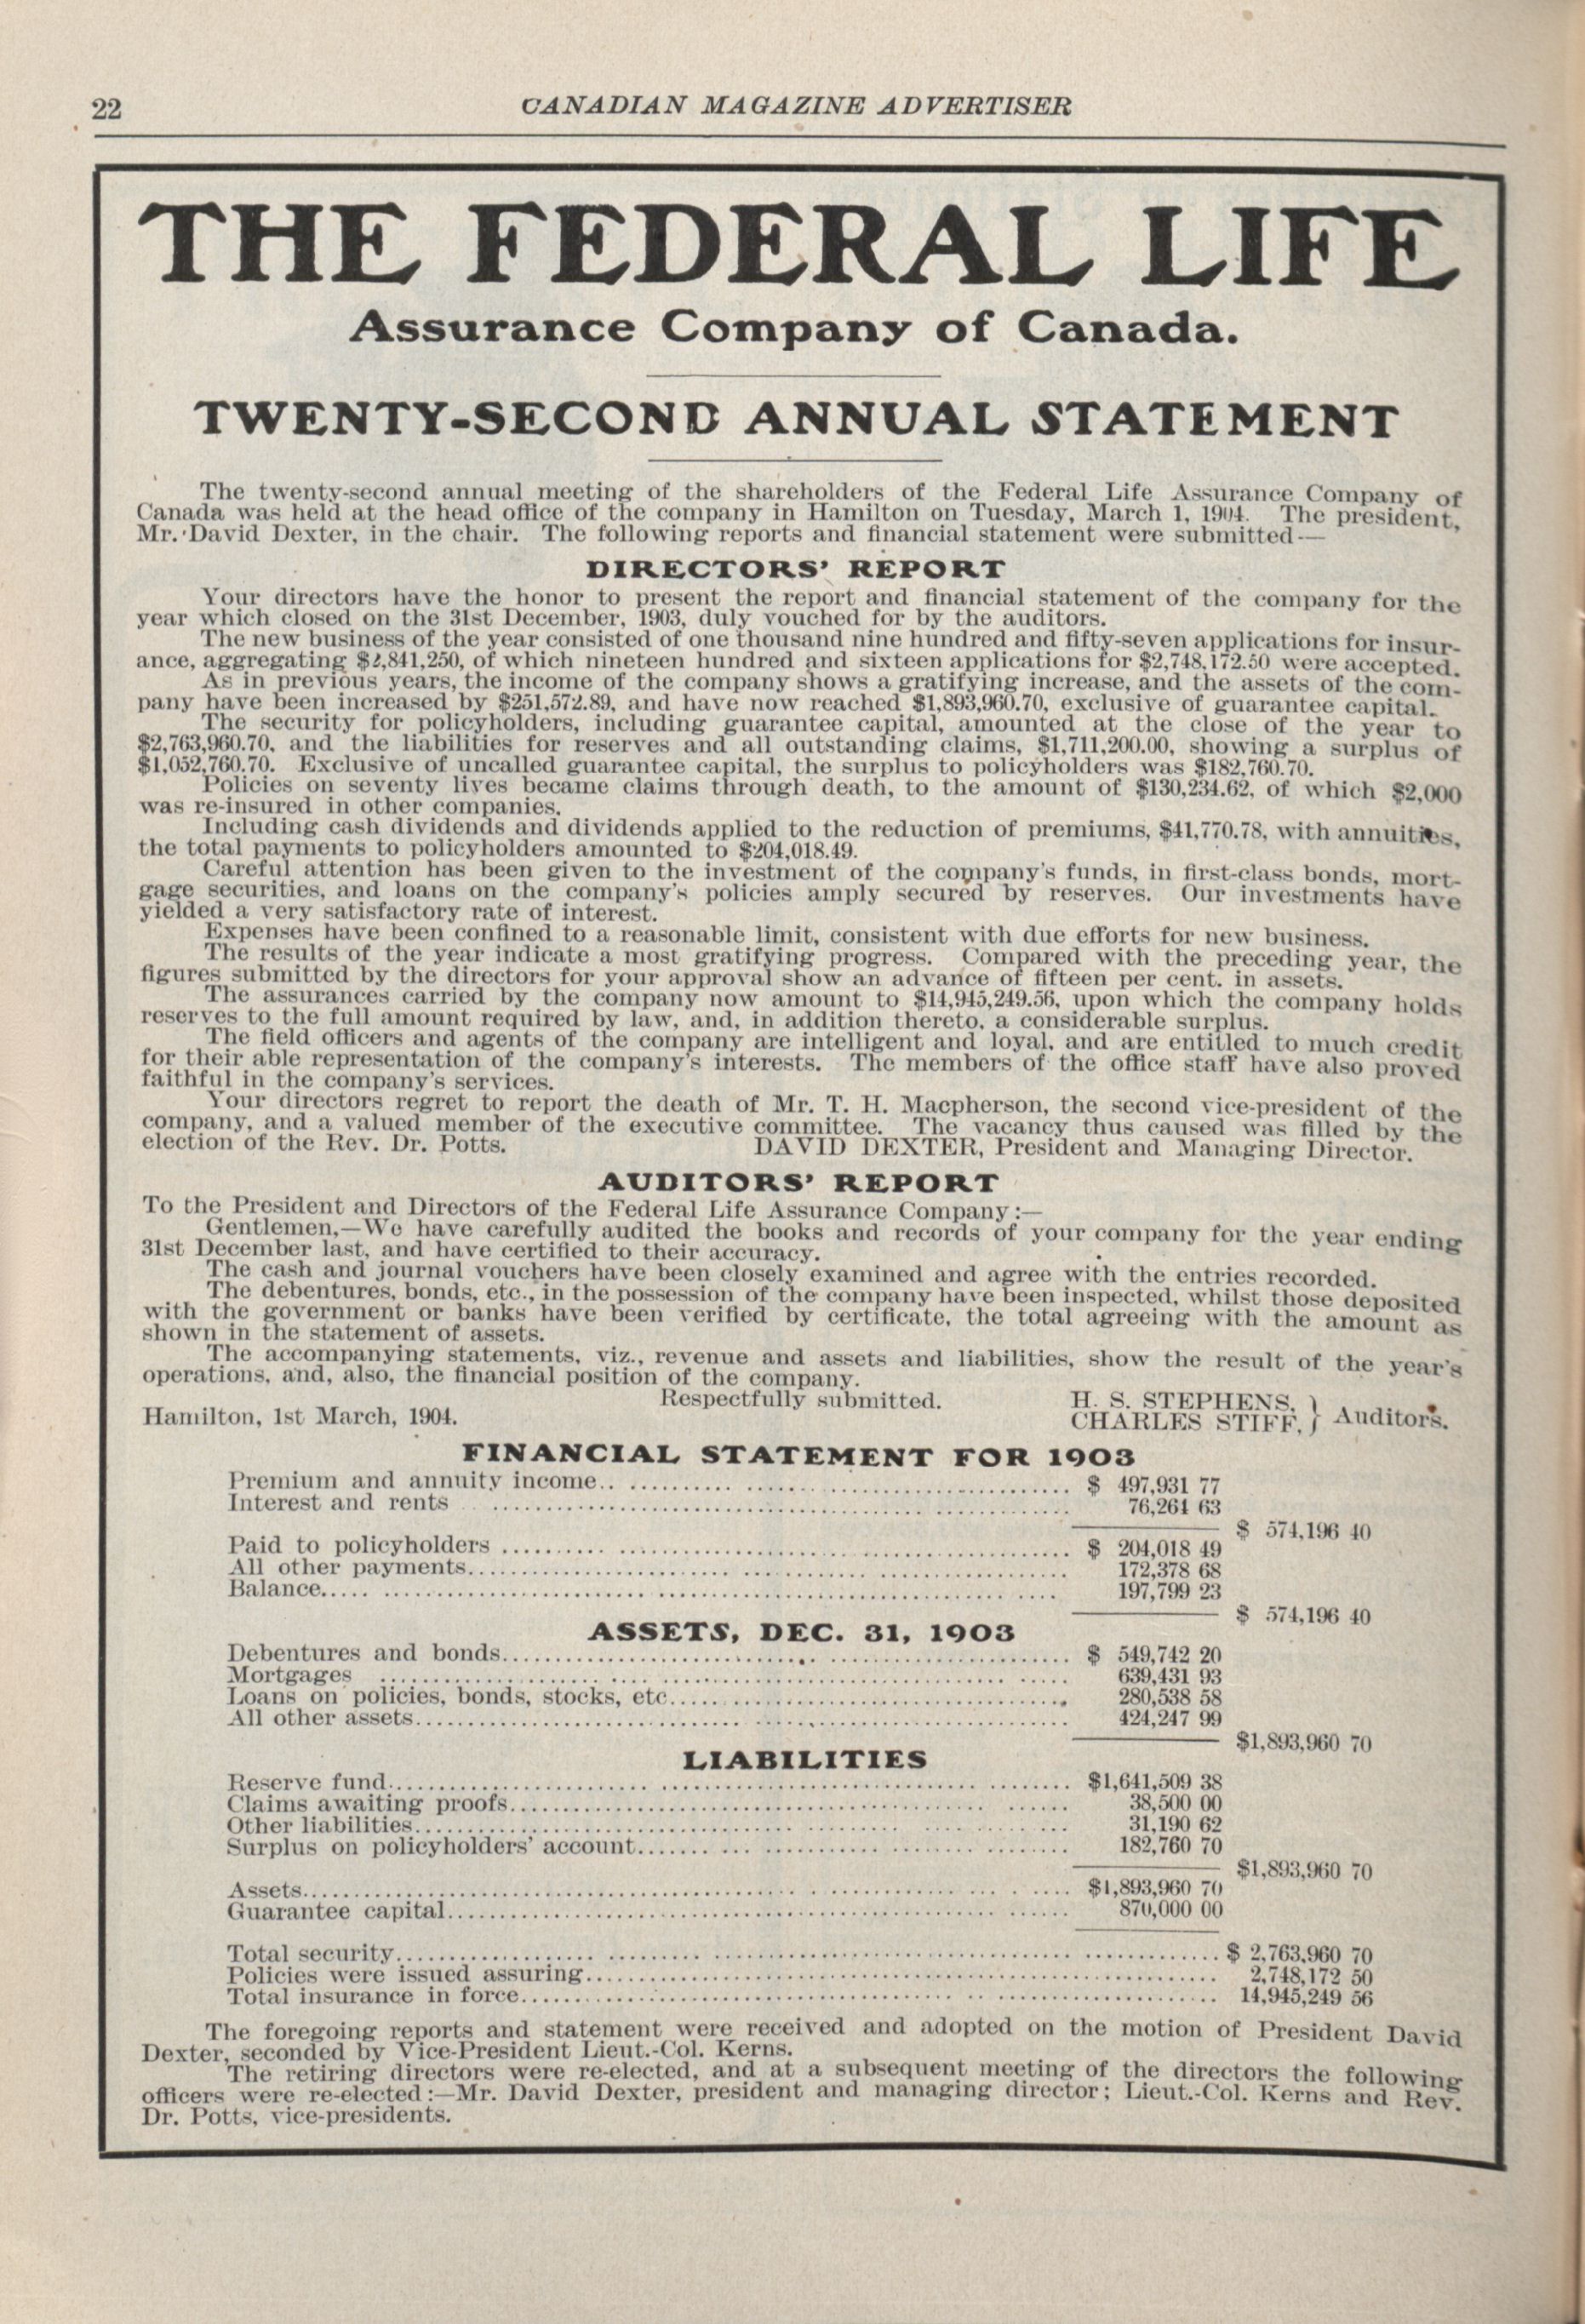 22
CANADIAN MAGAZINE ADVERTISER
THE FEDERAL LIFE
Assurance Company of Canada.
TWENTY-SECOND ANNUAL STATEMENT
The twenty-second annual meeting of the shareholders of the Federal Life Assurance Company of
Canada was held at the head office of the company in Hamilton on Tuesday, March 1, 1904. The president,
Mr. David Dexter, in the chair. The following reports and financial statement were submitted—
DIRECTORS' REPORT
Your directors have the honor to present the report and financial statement of the company for the
year which closed on the 31st December, 1903, duly vouched for by the auditors.
The new business of the year consisted of one thousand nine hundred and fifty-seven applications for insur-
ance, aggregating $2,841,250, of which nineteen hundred and sixteen applications for $2,748,172.50 were accepted.
As in previous years, the income of the company shows a gratifying increase, and the assets of the com-
pany have been increased by $251,572.89, and have now reached $1,893,960.70, exclusive of guarantee capital.
The security for policyholders, including guarantee capital, amounted at the close of the year to
$2,763,960.70, and the liabilities for reserves and all outstanding claims, $1,711,200.00, showing a surplus of
$1,052,760.70. Exclusive of uncalled guarantee capital, the surplus to policyholders was $182,760.70.
Policies on seventy lives became claims through death, to the amount of $130,234.62, of which $2,000
was re-insured in other companies.
Including cash dividends and dividends applied to the reduction of premiums, $41,770.78, with annuities,
the total payments to policyholders amounted to $204,018.49.
Careful attention has been given to the investment of the company's funds, in first-class bonds, mort-
gage securities, and loans on the company's policies amply secured by reserves. Our investments have
yielded a very satisfactory rate of interest.
Expenses have been confined to a reasonable limit, consistent with due efforts for new business.
The results of the year indicate a most gratifying progress. Compared with the preceding year, the
figures submitted by the directors for your approval show an advance of fifteen per cent. in assets.
The assurances carried by the company now amount to $14,945,249.56, upon which the company holds
reserves to the full amount required by law, and, in addition thereto, a considerable surplus.
The field officers and agents of the company are intelligent and loyal, and are entitled to much credit
for their able representation of the company's interests. The members of the office staff have also proved
faithful in the company's services.
Your directors regret to report the death of Mr. T. H. Macpherson, the second vice-president of the
company, and a valued member of the executive committee. The vacancy thus caused was filled by the
election of the Rev. Dr. Potts. DAVID DEXTER, President and Managing Director.
AUDITORS' REPORT
To the President and Directors of the Federal Life Assurance Company:—
Gentlemen,—We have carefully audited the books and records of your company for the year ending
31st December last, and have certified to their accuracy.
The cash and journal vouchers have been closely examined and agree with the entries recorded.
The debentures, bonds, etc., in the possession of the company have been inspected, whilst those deposited
with the government or banks have been verified by certificate, the total agreeing with the amount as
shown in the statement of assets.
The accompanying statements, viz., revenue and assets and liabilities, show the result of the year's
operations, and, also, the financial position of the company.
Respectfully submitted. H. S. STEPHENS, } Auditors.
Hamilton, 1st March, 1904. CHARLES STIFF, }
FINANCIAL STATEMENT FOR 1903
Premium and annuity income.......... $ 497,931 77
Interest and rents .......... 76,264 63
$ 574,196 40
Paid to policyholders .......... $ 204,018 49
All other payments.......... 172,378 68
Balance.......... 197,799 23
$ 574,196 40
ASSETS, DEC. 31, 1903
Debentures and bonds.......... $ 549,742 20
Mortgages .......... 639,431 93
Loans on policies, bonds, stocks, etc.......... 280,538 58
All other assets.......... 424,247 99
$1,893,960 70
LIABILITIES
Reserve fund.......... $1,641,509 38
Claims awaiting proofs.......... 38,500 00
Other liabilities.......... 31,190 62
Surplus on policyholders' account.......... 182,760 70
$1,893,960 70
Assets.......... $1,893,960 70
Guarantee capital.......... 870,000 00
Total security.......... $ 2,763,960 70
Policies were issued assuring.......... 2,748,172 50
Total insurance in force.......... 14,945,249 56
The foregoing reports and statement were received and adopted on the motion of President David
Dexter, seconded by Vice-President Lieut.-Col. Kerns.
The retiring directors were re-elected, and at a subsequent meeting of the directors the following
officers were re-elected:—Mr. David Dexter, president and managing director; Lieut.-Col. Kerns and Rev.
Dr. Potts, vice-presidents.